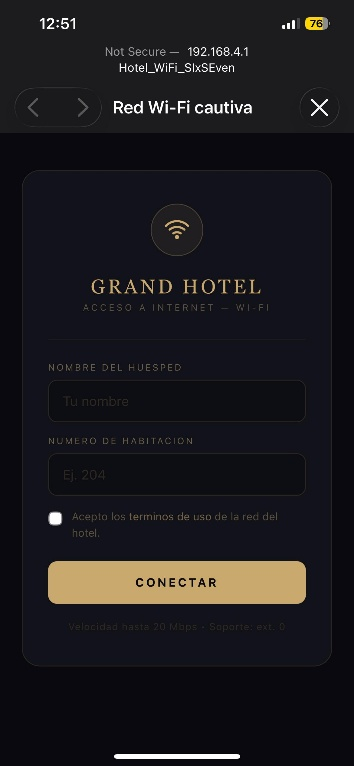 12:51
76
Not Secure — 192.168.4.1
Hotel_WiFi_SIxSEven
Red Wi-Fi cautiva
GRAND HOTEL
ACCESO A INTERNET — WI-FI
NOMBRE DEL HUESPED
Tu nombre
NUMERO DE HABITACION
Ej. 204
Acepto los terminos de uso de la red del
hotel.
CONECTAR
Velocidad hasta 20 Mbps · Soporte: ext. 0